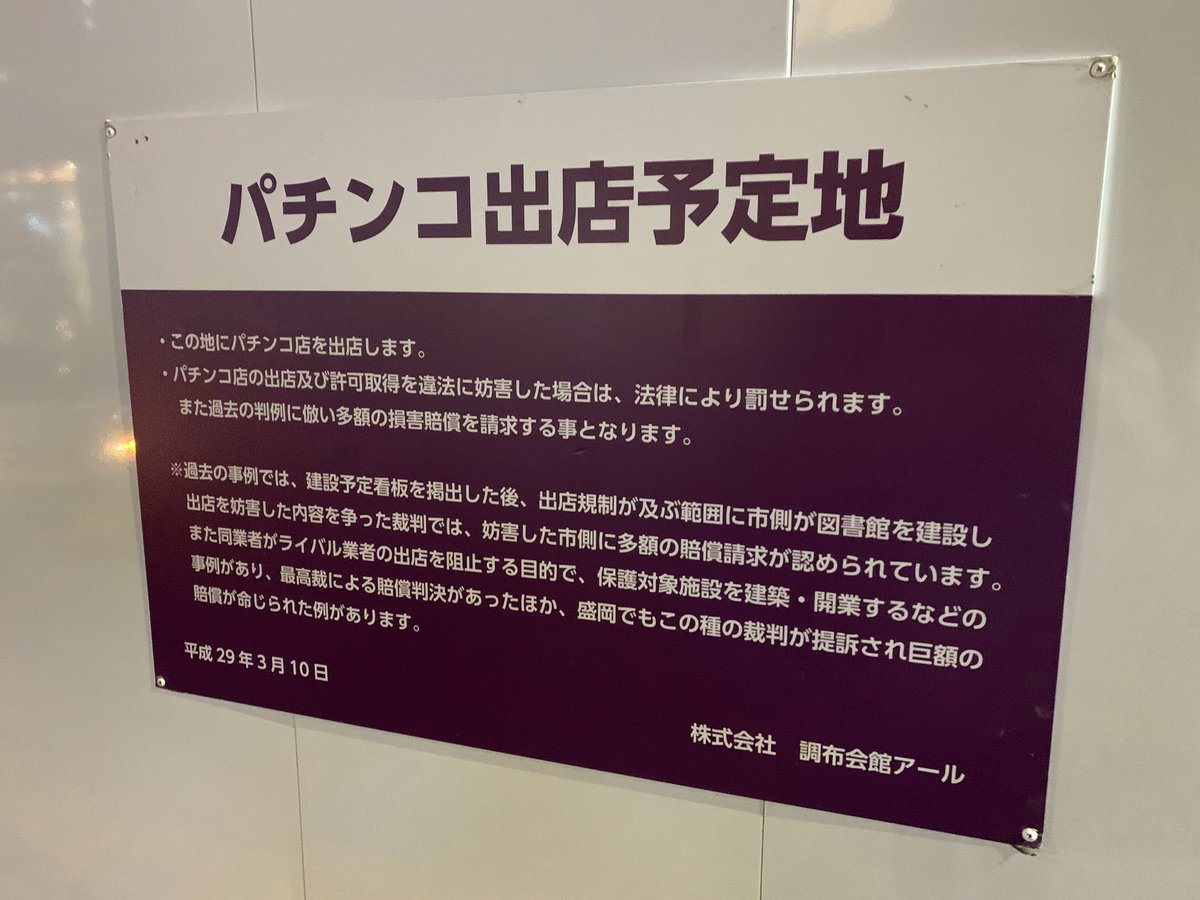 パチンコ出店予定地
・この地にパチンコ店を出店します。
・パチンコ店の出店及び許可取得を違法に妨害した場合は、法律により罰せられます。
また過去の判例に倣い多額の損害賠償を請求する事となります。
※過去の事例では、建設予定看板を掲出した後、出店規制が及ぶ範囲に市側が図書館を建設し
出店を妨害した内容を争った裁判では、妨害した市側に多額の賠償請求が認められています。
また同業者がライバル業者の出店を阻止する目的で、保護対象施設を建築・開業するなどの
事例があり、最高裁による賠償判決があったほか、盛岡でもこの種の裁判が提訴され巨額の
賠償が命じられた例があります。
平成29年3月10日
株式会社 調布会館アール